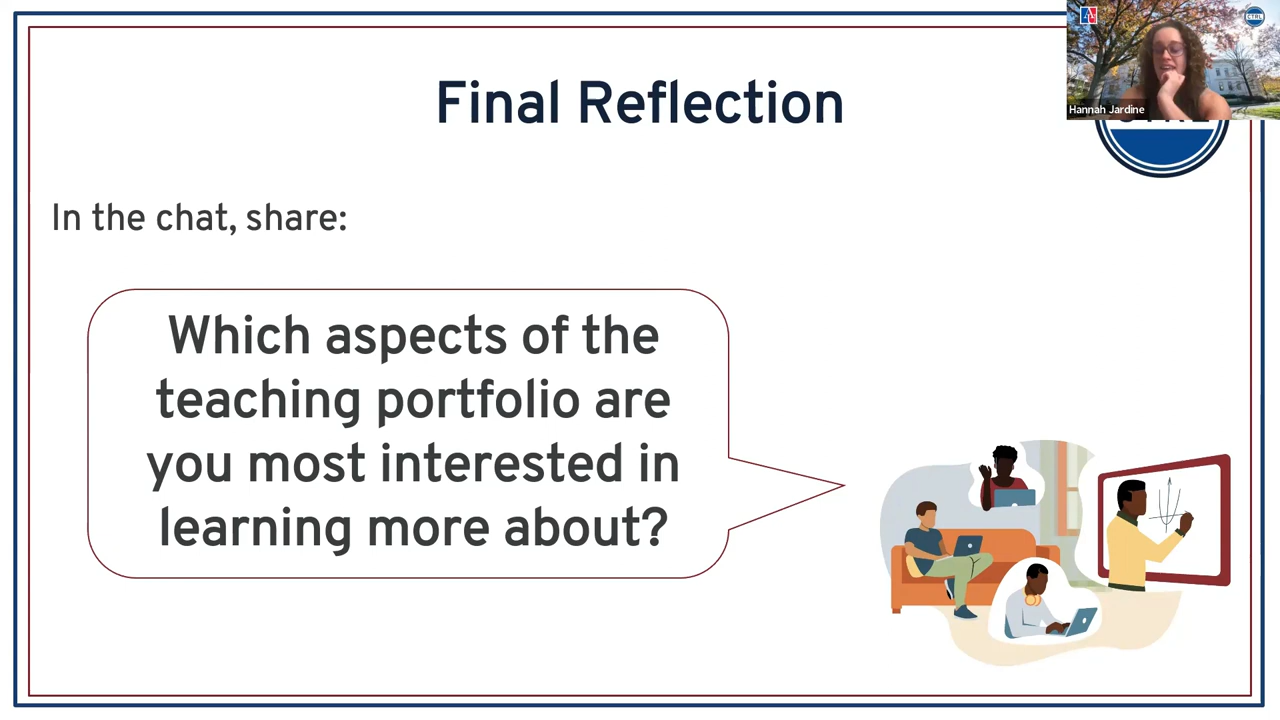 Final Reflection
Hannah Jardine
CTRL
In the chat, share:
Which aspects of the
teaching portfolio are
you most interested in
learning more about?